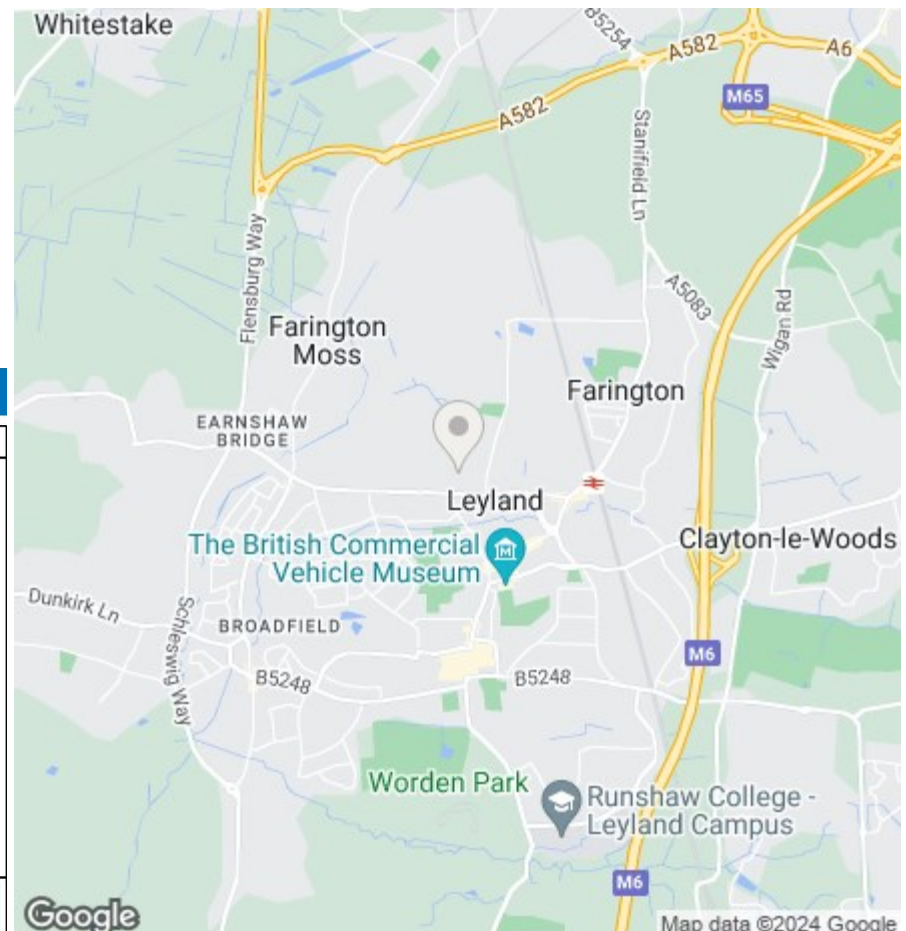 Whitestake
B5254
A582
A6
M65
A582
Stanifield Ln
Flensburg Way
A5083
Wigan Rd
Farington
Moss
Farington
EARNSHAW
BRIDGE
Leyland
The British Commercial
Vehicle Museum
Clayton-le-Woods
Dunkirk Ln
Schleswig Way
BROADFIELD
M6
B5248
B5248
Worden Park
Runshaw College -
Leyland Campus
M6
Google
Map data ©2024 Google